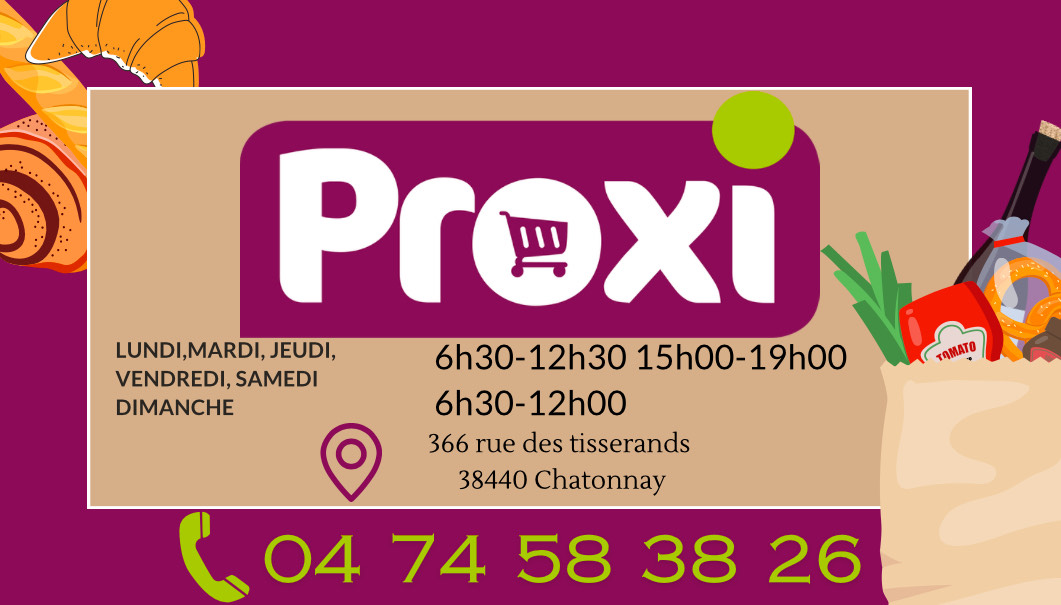 Proxi
LUNDI,MARDI, JEUDI,
VENDREDI, SAMEDI
DIMANCHE
6h30-12h30 15h00-19h00
6h30-12h00
366 rue des tisserands
38440 Chatonnay
04 74 58 38 26
TOMATO